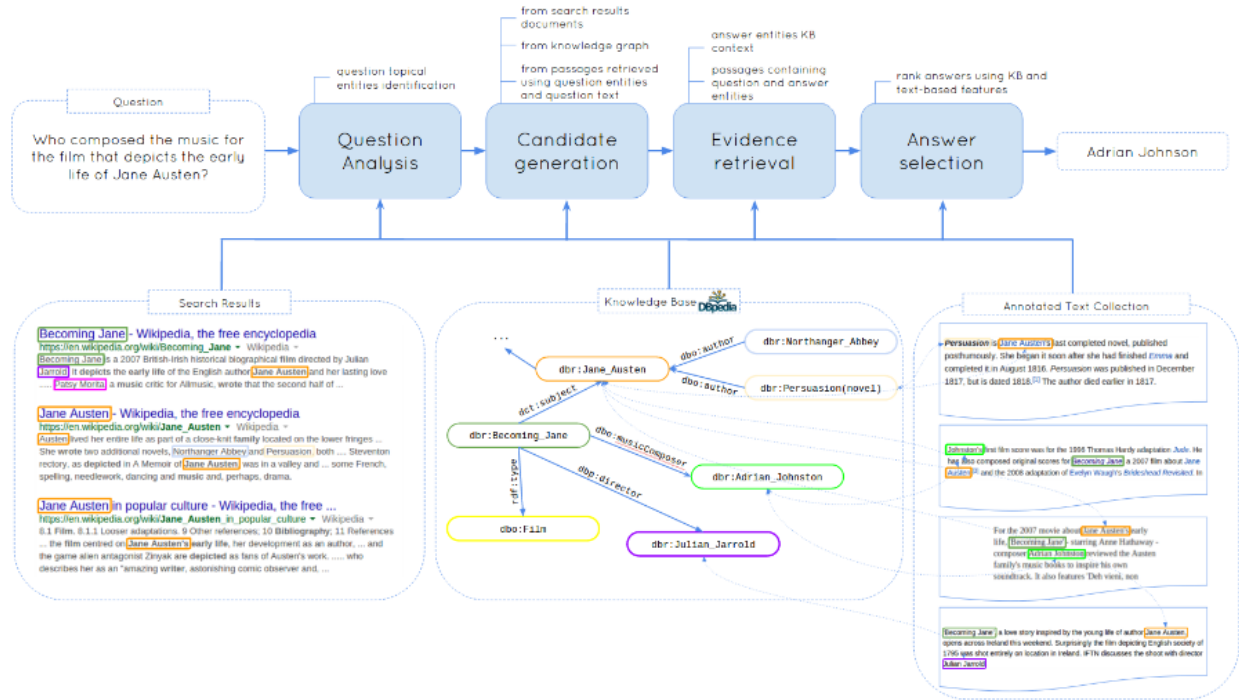 from search results
documents
from knowledge graph
from passages retrieved
using question entities
and question text
answer entities KB
context
passages containing
question and answer
entities
question topical
entities identification
rank answers using KB and
text-based features
Question
Who composed the music for
the film that depicts the early
life of Jane Austen?
Question
Analysis
Candidate
generation
Evidence
retrieval
Answer
selection
Adrian Johnson
Search Results
Becoming Jane - Wikipedia, the free encyclopedia
https://en.wikipedia.org/wiki/Becoming_Jane ▾ Wikipedia
Becoming Jane is a 2007 British-Irish historical biographical film directed by Julian
Jarrold. It depicts the early life of the English author Jane Austen and her lasting love
..... Patsy Morita, a music critic for Allmusic, wrote that the second half of ...
Jane Austen - Wikipedia, the free encyclopedia
https://en.wikipedia.org/wiki/Jane_Austen ▾ Wikipedia
Austen lived her entire life as part of a close-knit family located on the lower fringes ...
She wrote two additional novels, Northanger Abbey and Persuasion, both .... Steventon
rectory, as depicted in A Memoir of Jane Austen, was in a valley and ... some French,
spelling, needlework, dancing and music and, perhaps, drama.
Jane Austen in popular culture - Wikipedia, the free ...
https://en.wikipedia.org/wiki/Jane_Austen_in_popular_culture ▾ Wikipedia
8.1 Film. 8.1.1 Looser adaptations. 9 Other references; 10 Bibliography; 11 References
... the film centred on Jane Austen's early life, her development as an author, ... and
the game alien antagonist Zinyak are depicted as fans of Austen's work. ..... who
describes her as an "amazing writer, astonishing comic observer and, ...
Knowledge Base DBpedia
...
dbr:Jane_Austen
dbo:author
dbr:Northanger_Abbey
dbo:author
dbr:Persuasion(novel)
dct:subject
dbr:Becoming_Jane
dbo:musicComposer
dbr:Adrian_Johnston
rdf:type
dbp:director
dbo:Film
dbr:Julian_Jarrold
Annotated Text Collection
Persuasion is Jane Austen's last completed novel, published
posthumously. She began it soon after she had finished Emma and
completed it in August 1816. Persuasion was published in December
1817, but is dated 1818.[1] The author died earlier in 1817.
Johnston's first film score was for the 1996 Thomas Hardy adaptation Jude. He
has also composed original scores for Becoming Jane, a 2007 film about Jane
Austen[2] and the 2008 adaptation of Evelyn Waugh's Brideshead Revisited. In
For the 2007 movie about Jane Austen's early
life, 'Becoming Jane' - starring Anne Hathaway -
composer Adrian Johnston reviewed the Austen
family's music books to inspire his own
soundtrack. It also features 'Deh vieni, non
'Becoming Jane' a love story inspired by the young life of author Jane Austen,
opens across Ireland this weekend. Surprisingly the film depicting English society of
1795 was shot entirely on location in Ireland. IFTN discusses the shoot with director
Julian Jarrold